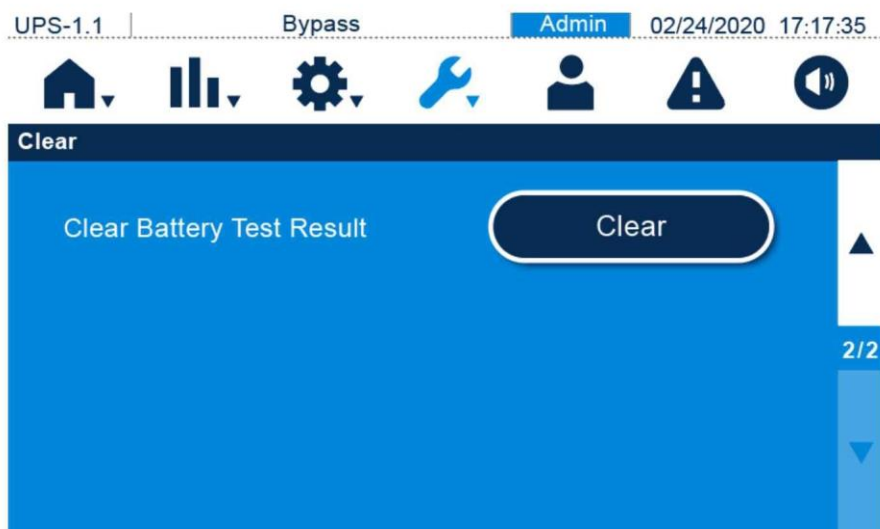 UPS-1.1 Bypass Admin 02/24/2020 17:17:35
Clear
Clear Battery Test Result Clear
2/2